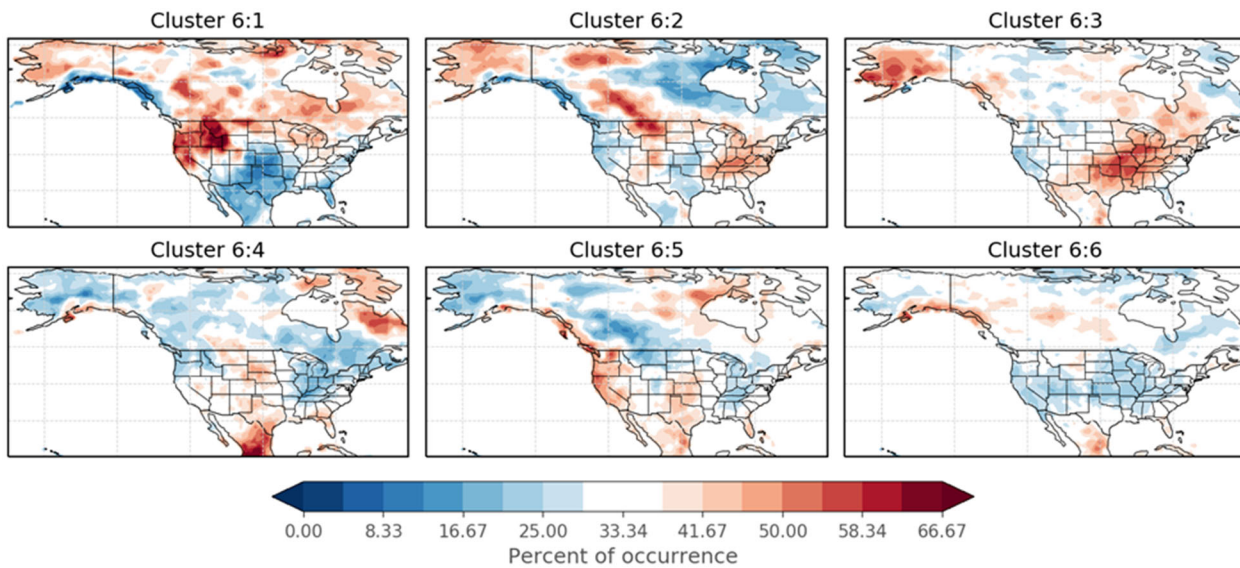 Cluster 6:1 Cluster 6:2 Cluster 6:3
Cluster 6:4 Cluster 6:5 Cluster 6:6
0.00 8.33 16.67 25.00 33.34 41.67 50.00 58.34 66.67
Percent of occurrence